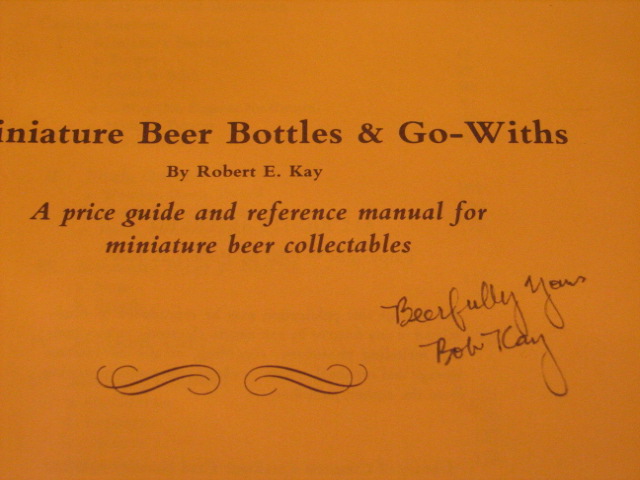 iniature Beer Bottles & Go-Withs
By Robert E. Kay
A price guide and reference manual for
miniature beer collectables
Beerfully Yours
Bob Kay